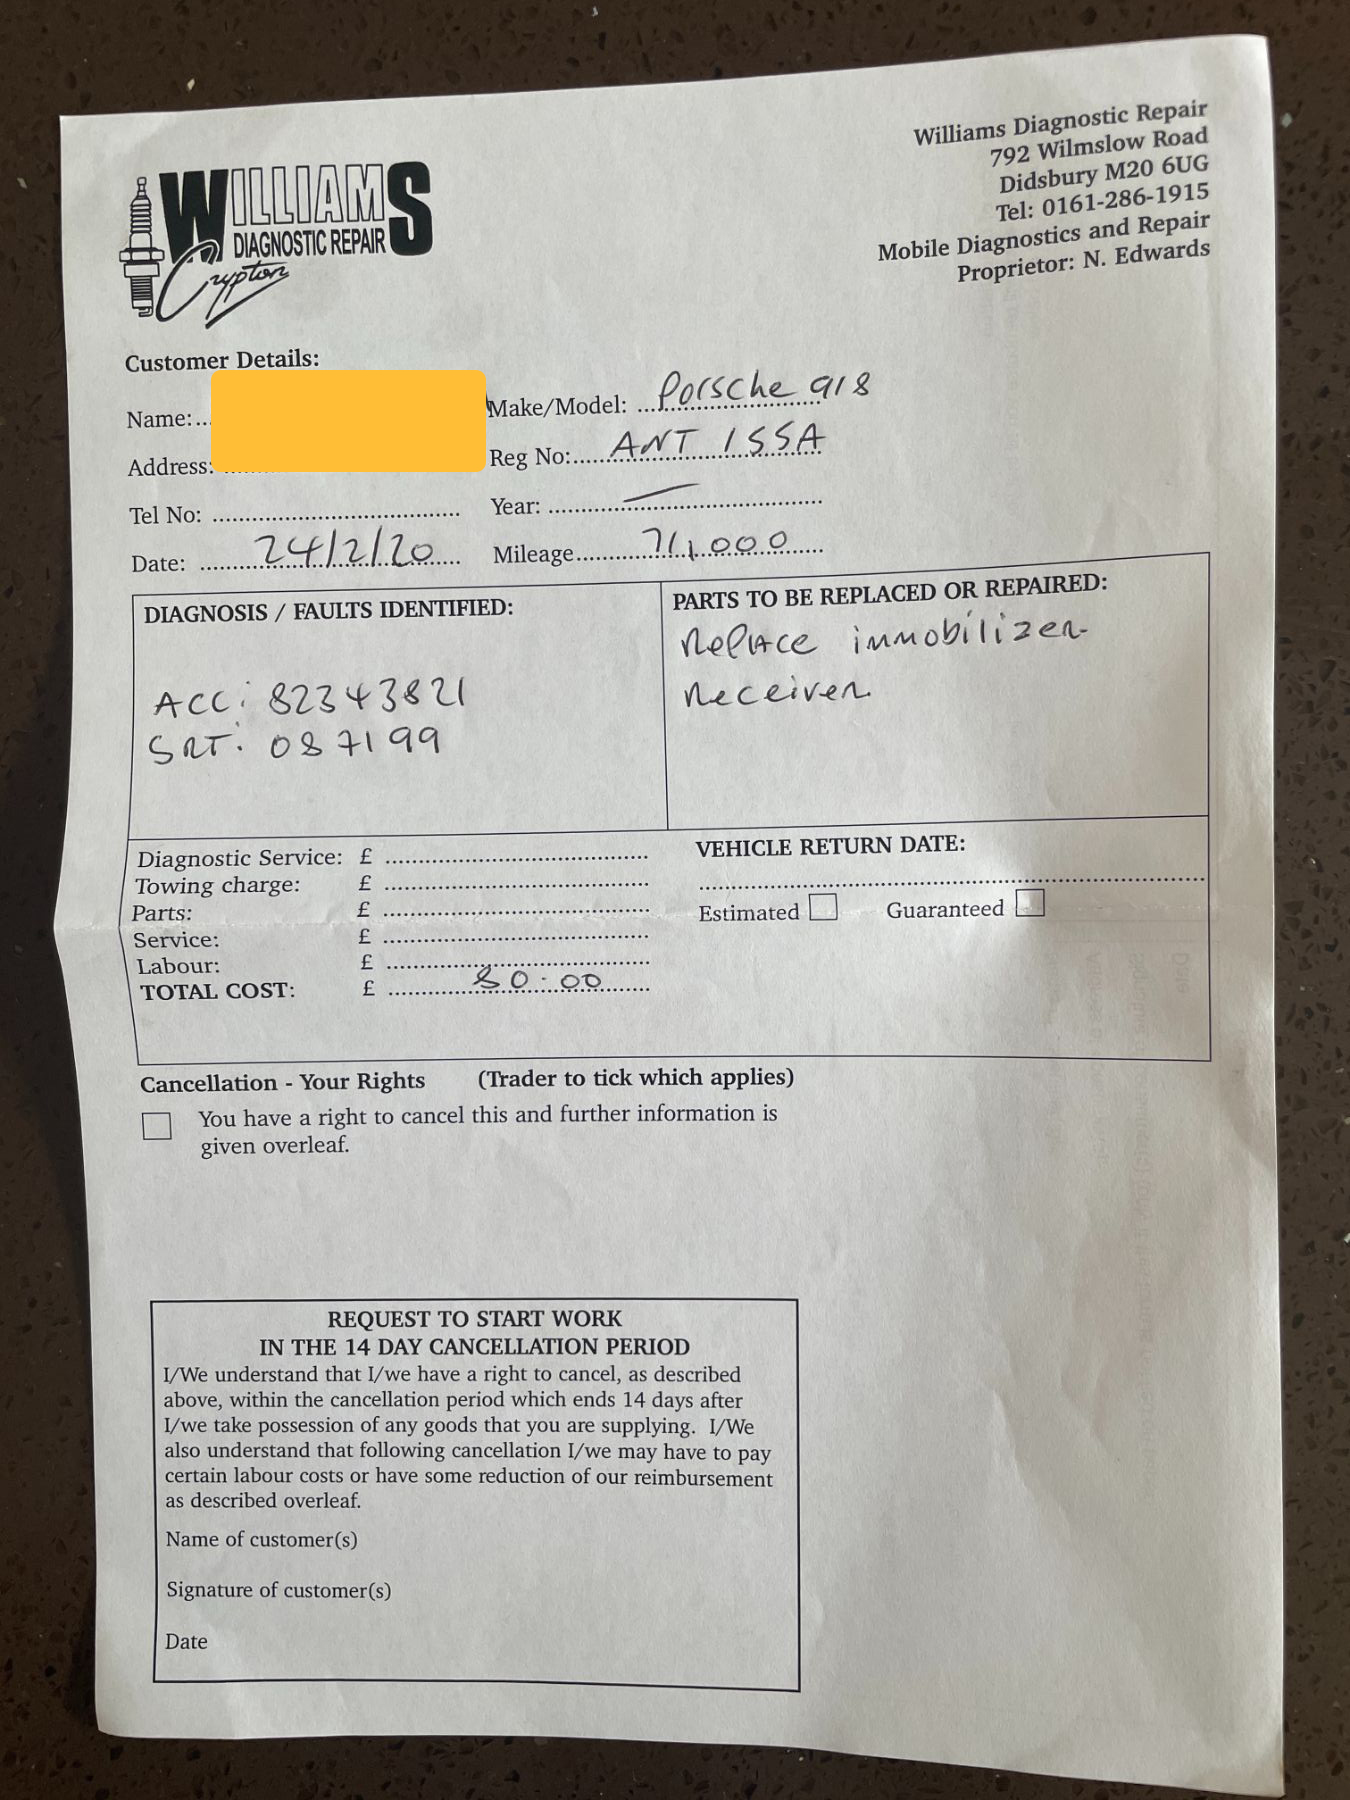 WILLIAMS
DIAGNOSTIC REPAIR
Crypton
Williams Diagnostic Repair
792 Wilmslow Road
Didsbury M20 6UG
Tel: 0161-286-1915
Mobile Diagnostics and Repair
Proprietor: N. Edwards
Customer Details:
Name:
Make/Model: Porsche 918
Address:
Reg No: ANT 155A
Tel No:
Year: —
Date: 24/2/20
Mileage 71,000
DIAGNOSIS / FAULTS IDENTIFIED:
ACC: 82343821
SRT: 087199
PARTS TO BE REPLACED OR REPAIRED:
Replace immobilizer
receiver
Diagnostic Service: £
Towing charge: £
Parts: £
Service: £
Labour: £
TOTAL COST: £ 80.00
VEHICLE RETURN DATE:
Estimated
Guaranteed
Cancellation - Your Rights (Trader to tick which applies)
You have a right to cancel this and further information is
given overleaf.
REQUEST TO START WORK
IN THE 14 DAY CANCELLATION PERIOD
I/We understand that I/we have a right to cancel, as described
above, within the cancellation period which ends 14 days after
I/we take possession of any goods that you are supplying. I/We
also understand that following cancellation I/we may have to pay
certain labour costs or have some reduction of our reimbursement
as described overleaf.
Name of customer(s)
Signature of customer(s)
Date